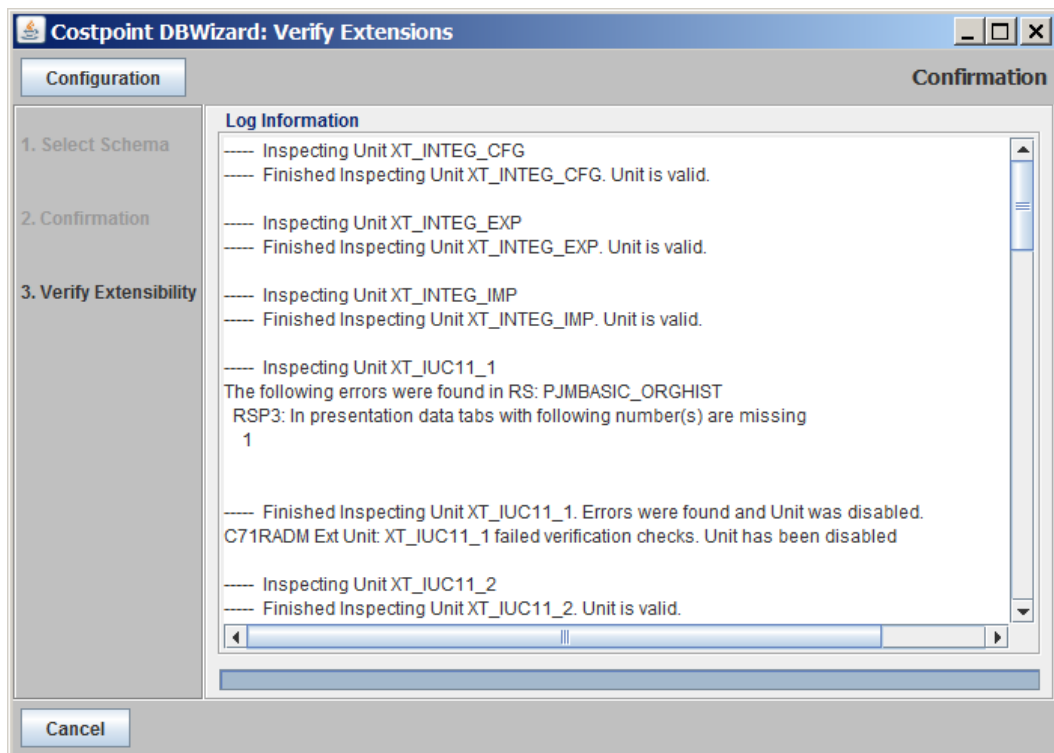 Costpoint DBWizard: Verify Extensions
Configuration
Confirmation
1. Select Schema
2. Confirmation
3. Verify Extensibility
Log Information
----- Inspecting Unit XT_INTEG_CFG
----- Finished Inspecting Unit XT_INTEG_CFG. Unit is valid.
----- Inspecting Unit XT_INTEG_EXP
----- Finished Inspecting Unit XT_INTEG_EXP. Unit is valid.
----- Inspecting Unit XT_INTEG_IMP
----- Finished Inspecting Unit XT_INTEG_IMP. Unit is valid.
----- Inspecting Unit XT_IUC11_1
The following errors were found in RS: PJMBASIC_ORGHIST
RSP3: In presentation data tabs with following number(s) are missing
1
----- Finished Inspecting Unit XT_IUC11_1. Errors were found and Unit was disabled.
C71RADM Ext Unit: XT_IUC11_1 failed verification checks. Unit has been disabled
----- Inspecting Unit XT_IUC11_2
----- Finished Inspecting Unit XT_IUC11_2. Unit is valid.
Cancel